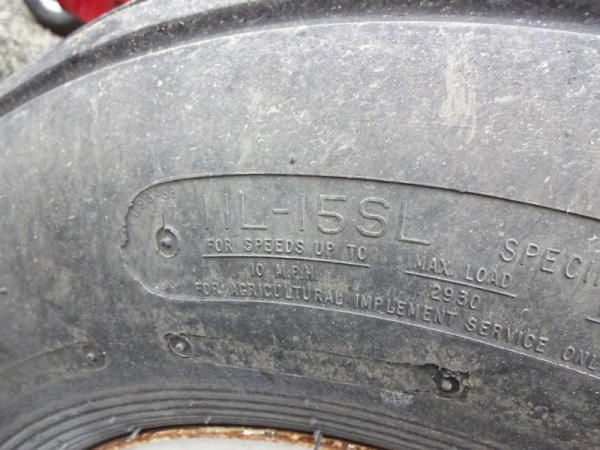 11L-15SL
FOR SPEEDS UP TO
10 M.P.H.
MAX. LOAD
2930
FOR AGRICULTURAL IMPLEMENT SERVICE ONL
SPECI